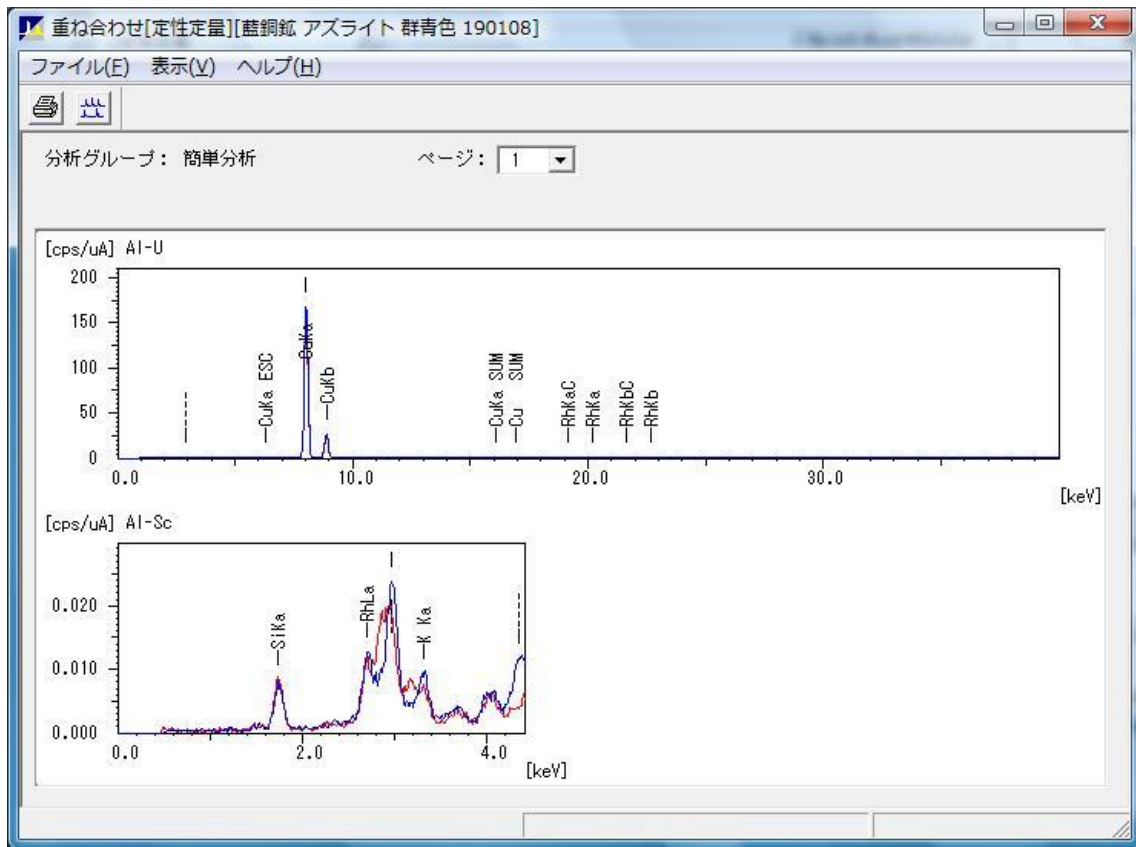 重ね合わせ[定性定量][藍銅鉱 アズライト 群青色 190108]
ファイル(F) 表示(V) ヘルプ(H)
分析グループ: 簡単分析 ページ: 1
[cps/uA] Al-U
200
150
100
50
0
CuKa ESC
CuKa
CuKb
CuKa SUM
Cu SUM
RhKaC
RhKa
RhKbC
RhKb
0.0 10.0 20.0 30.0
[keV]
[cps/uA] Al-Sc
0.020
0.010
0.000
SiKa
RhLa
K Ka
0.0 2.0 4.0
[keV]